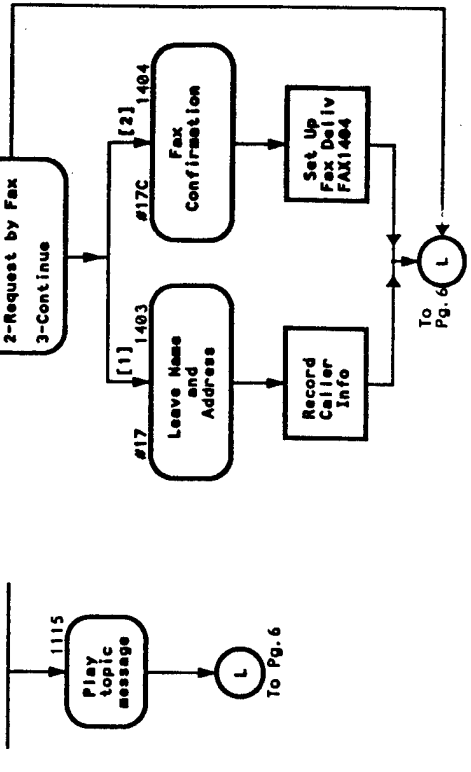 2-Request by Fax
3-Continue
[1]
[2]
#17
1403
Leave Name
and
Address
#17C
1404
Fax
Confirmation
Record
Caller
Info
Set Up
Fax Deliv
FAX1404
To
Pg. 6
L
1115
Play
topic
message
L
To Pg. 6